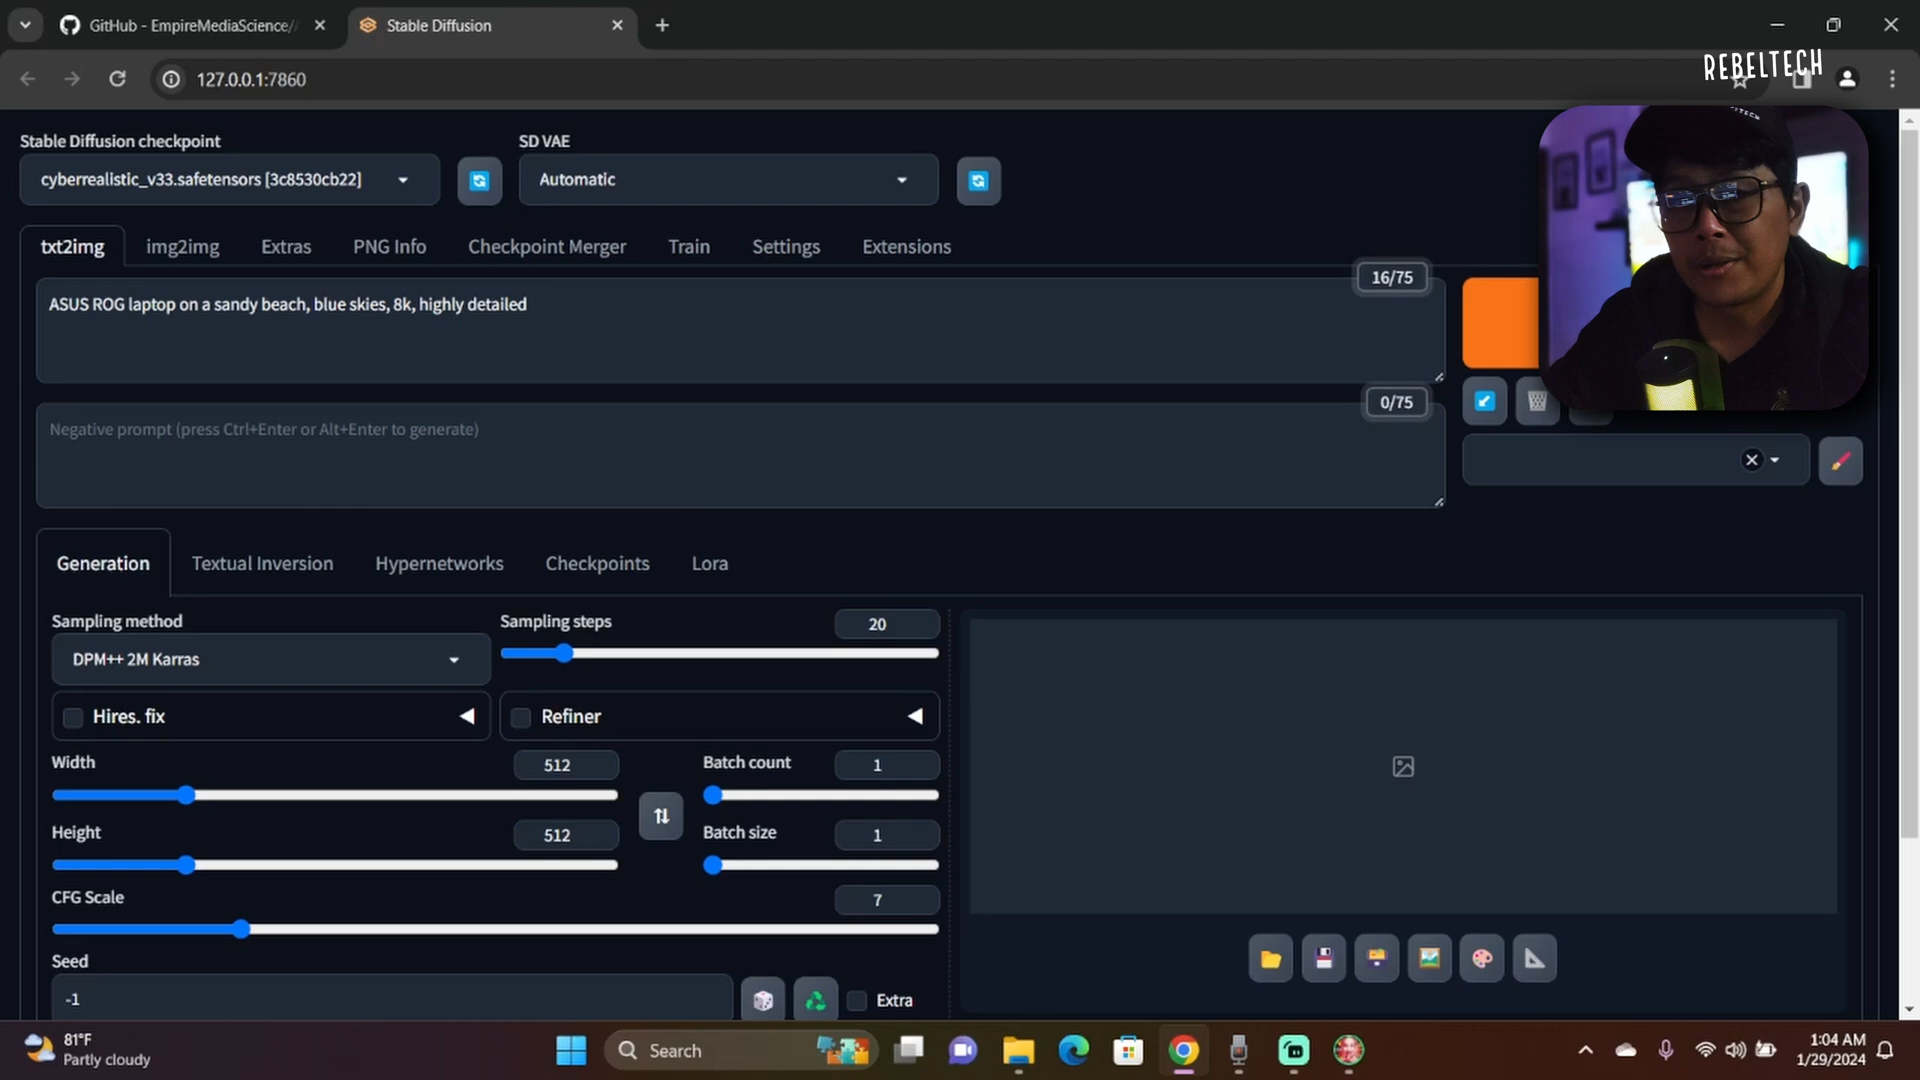 GitHub - EmpireMediaScience/
Stable Diffusion
127.0.0.1:7860
REBELTECH
Stable Diffusion checkpoint
SD VAE
cyberrealistic_v33.safetensors [3c8530cb22]
Automatic
txt2img
img2img
Extras
PNG Info
Checkpoint Merger
Train
Settings
Extensions
16/75
ASUS ROG laptop on a sandy beach, blue skies, 8k, highly detailed
0/75
Negative prompt (press Ctrl+Enter or Alt+Enter to generate)
Generation
Textual Inversion
Hypernetworks
Checkpoints
Lora
Sampling method
Sampling steps
20
DPM++ 2M Karras
Hires. fix
Refiner
Width
512
Batch count
1
Height
512
Batch size
1
CFG Scale
7
Seed
-1
Extra
81°F
Partly cloudy
Search
1:04 AM
1/29/2024